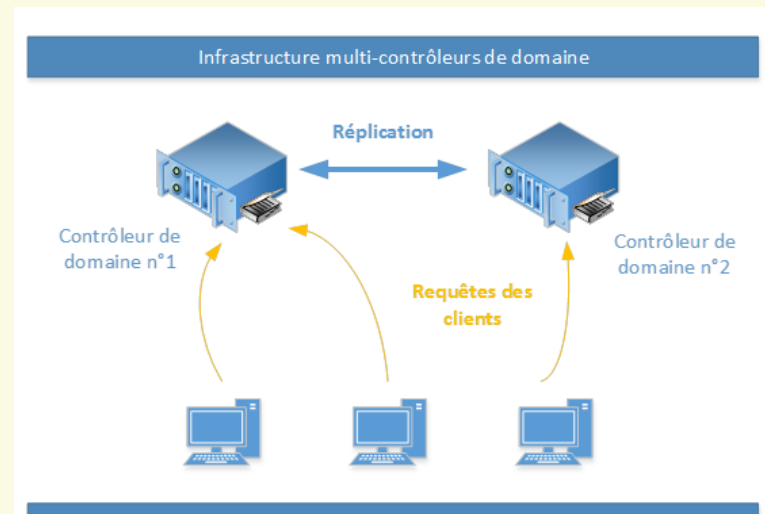 Infrastructure multi-contrôleurs de domaine
Réplication
Contrôleur de
domaine n°1
Contrôleur de
domaine n°2
Requêtes des
clients